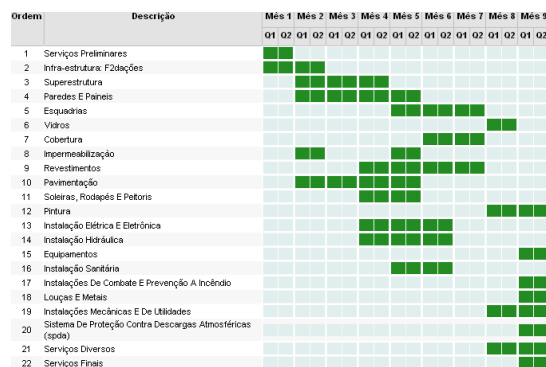 Ordem Descrição Mês 1 Mês 2 Mês 3 Mês 4 Mês 5 Mês 6 Mês 7 Mês 8 Mês 9
Q1 Q2 Q1 Q2 Q1 Q2 Q1 Q2 Q1 Q2 Q1 Q2 Q1 Q2 Q1 Q2 Q1 Q2
1 Serviços Preliminares
2 Infra-estrutura: F2dações
3 Superestrutura
4 Paredes E Paineis
5 Esquadrias
6 Vidros
7 Cobertura
8 Impermeabilização
9 Revestimentos
10 Pavimentação
11 Soleiras, Rodapés E Peitoris
12 Pintura
13 Instalação Elétrica E Eletrônica
14 Instalação Hidráulica
15 Equipamentos
16 Instalação Sanitária
17 Instalações De Combate E Prevenção A Incêndio
18 Louças E Metais
19 Instalações Mecânicas E De Utilidades
20 Sistema De Proteção Contra Descargas Atmosféricas
(spda)
21 Serviços Diversos
22 Serviços Finais